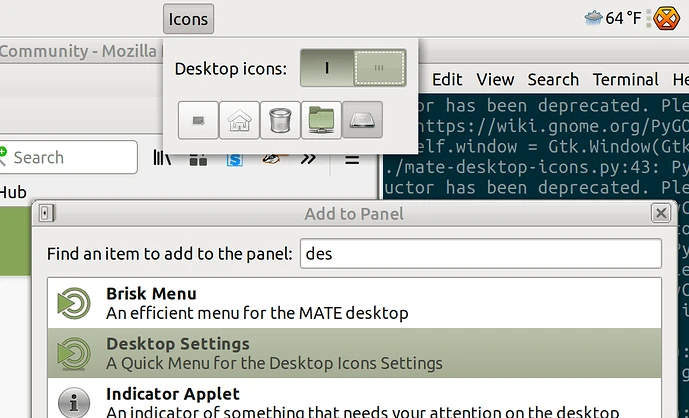 Icons
64 °F
Community - Mozilla
Desktop icons:
Edit View Search Terminal He
Search
Hub
tor has been deprecated. Ple
https://wiki.gnome.org/PyGO
elf.window = Gtk.Window(Gtk
./mate-desktop-icons.py:43: Py
uctor has been deprecated. Pl
Add to Panel
Find an item to add to the panel: des
Brisk Menu
An efficient menu for the MATE desktop
Desktop Settings
A Quick Menu for the Desktop Icons Settings
Indicator Applet
An indicator of something that needs your attention on the desktop